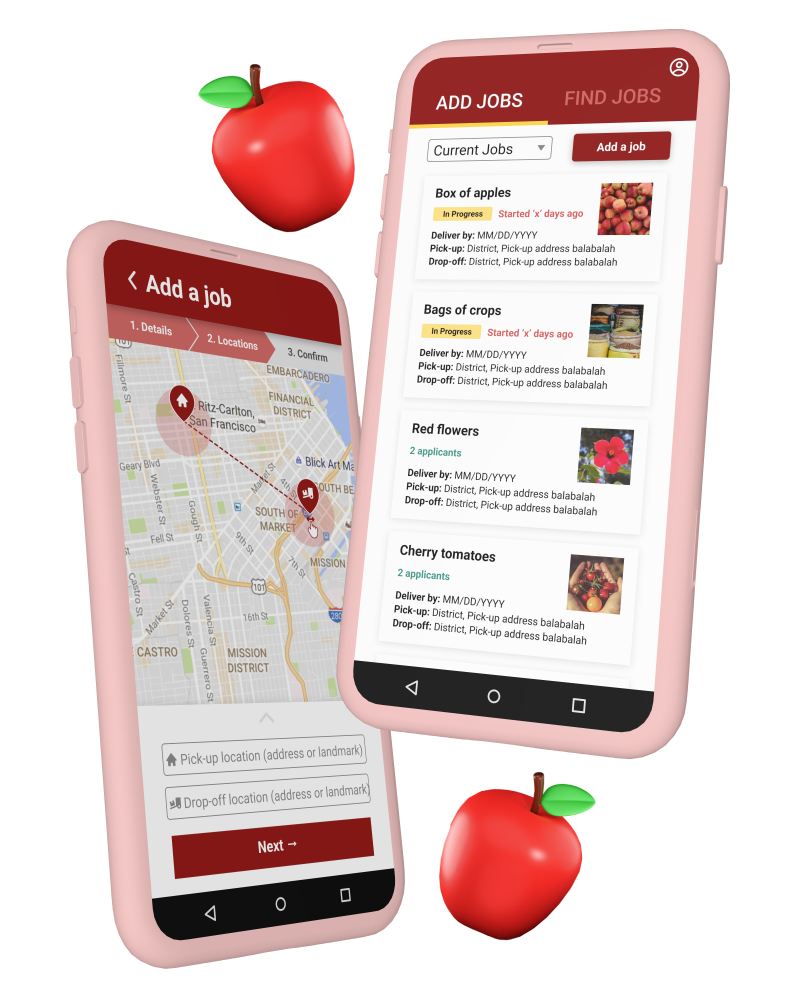 ADD JOBS
FIND JOBS
Current Jobs
Add a job
Box of apples
In Progress
Started 'x' days ago
Deliver by: MM/DD/YYYY
Pick-up: District, Pick-up address balabalah
Drop-off: District, Pick-up address balabalah
Bags of crops
In Progress
Started 'x' days ago
Deliver by: MM/DD/YYYY
Pick-up: District, Pick-up address balabalah
Drop-off: District, Pick-up address balabalah
Red flowers
2 applicants
Deliver by: MM/DD/YYYY
Pick-up: District, Pick-up address balabalah
Drop-off: District, Pick-up address balabalah
Cherry tomatoes
2 applicants
Deliver by: MM/DD/YYYY
Pick-up: District, Pick-up address balabalah
Drop-off: District, Pick-up address balabalah
Add a job
1. Details
2. Locations
3. Confirm
101
Fillmore St
EMBARCADERO
FINANCIAL
DISTRICT
Ritz-Carlton,
San Francisco
Geary Blvd
Webster St
Gough St
Market St
4th St
Blick Art Ma
SOUTH BE
SOUTH OF
MARKET
Fell St
9th St
7th St
MISSION
101
Castro St
Market St
Dolores St
Valencia St
Guerrero St
16th St
280
CASTRO
MISSION
DISTRICT
Pick-up location (address or landmark)
Drop-off location (address or landmark)
Next →